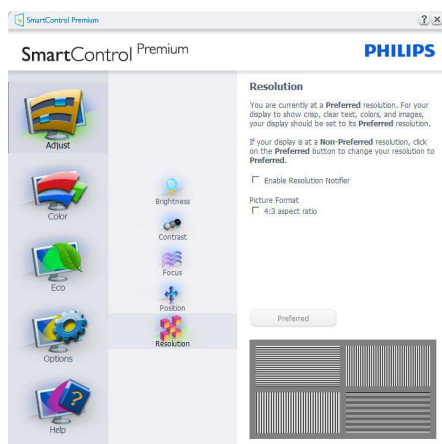 SmartControl Premium
SmartControl Premium
PHILIPS
Adjust
Color
Eco
Options
Help
Brightness
Contrast
Focus
Position
Resolution
Resolution
You are currently at a Preferred resolution. For your
display to show crisp, clear text, colors, and images,
your display should be set to its Preferred resolution.
If your display is at a Non-Preferred resolution, click
on the Preferred button to change your resolution to
Preferred.
Enable Resolution Notifier
Picture Format
4:3 aspect ratio
Preferred